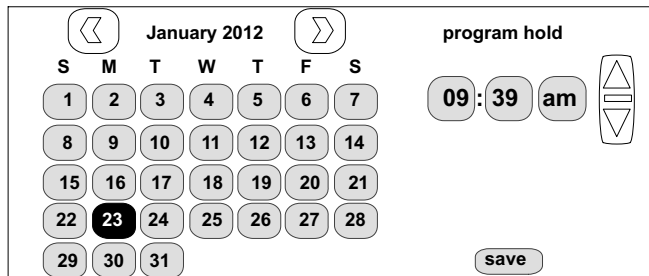 January 2012
program hold
S M T W T F S
1 2 3 4 5 6 7
09 : 39 am
8 9 10 11 12 13 14
15 16 17 18 19 20 21
22 23 24 25 26 27 28
29 30 31
save